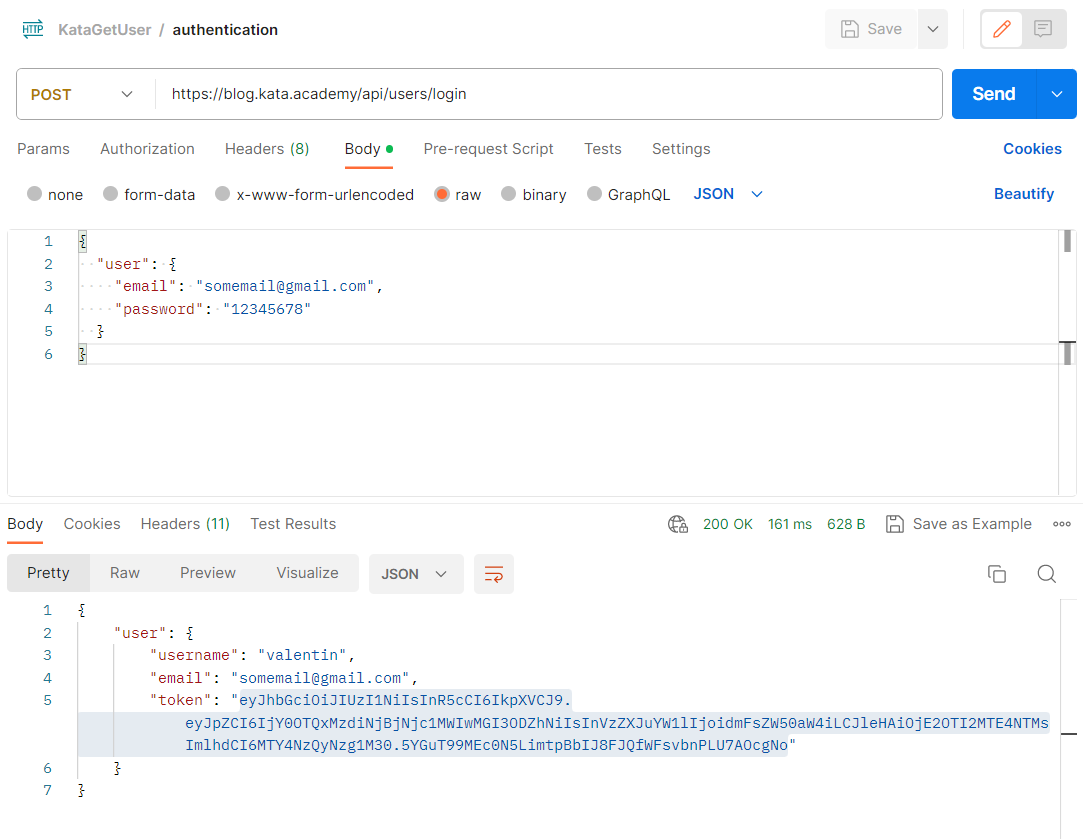 HTTP KataGetUser / authentication Save
POST https://blog.kata.academy/api/users/login Send
Params Authorization Headers (8) Body Pre-request Script Tests Settings Cookies
none form-data x-www-form-urlencoded raw binary GraphQL JSON Beautify
1 {
2 "user": {
3 "email": "somemail@gmail.com",
4 "password": "12345678"
5 }
6 }
Body Cookies Headers (11) Test Results 200 OK 161 ms 628 B Save as Example
Pretty Raw Preview Visualize JSON
1 {
2 "user": {
3 "username": "valentin",
4 "email": "somemail@gmail.com",
5 "token": "eyJhbGciOiJIUzI1NiIsInR5cCI6IkpXVCJ9.
eyJpZCI6IjY0OTQxMzdiNjBjNjc1MWIwMGI3ODZhNiIsInVzZXJuYW1lIjoidmFsZW50aW4iLCJleHAiOjE2OTI2MTE4NTMs
ImlhdCI6MTY4NzQyNzg1M30.5YGuT99MEc0N5LimtpBbIJ8FJQfWFsvbnPLU7AOcgNo"
6 }
7 }